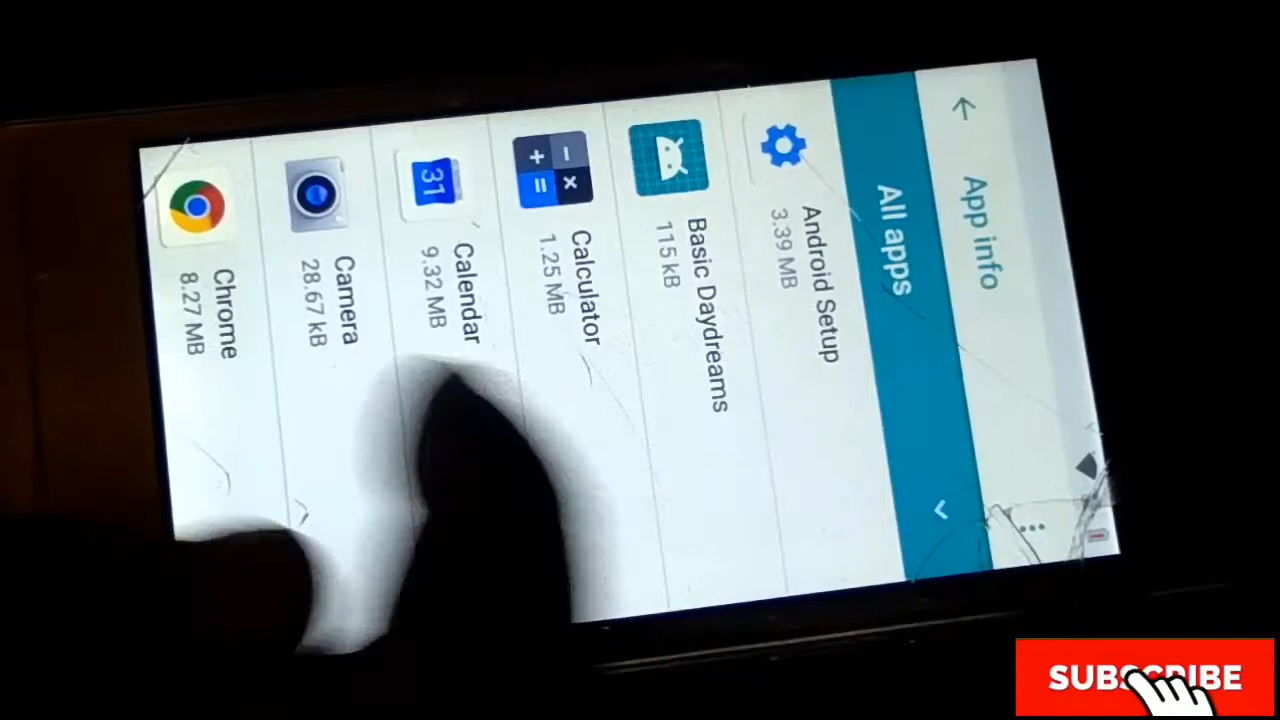 App info
All apps
Android Setup
3.39 MB
Basic Daydreams
115 kB
Calculator
1.25 MB
31
Calendar
9.32 MB
Camera
28.67 kB
Chrome
8.27 MB
SUBSCRIBE